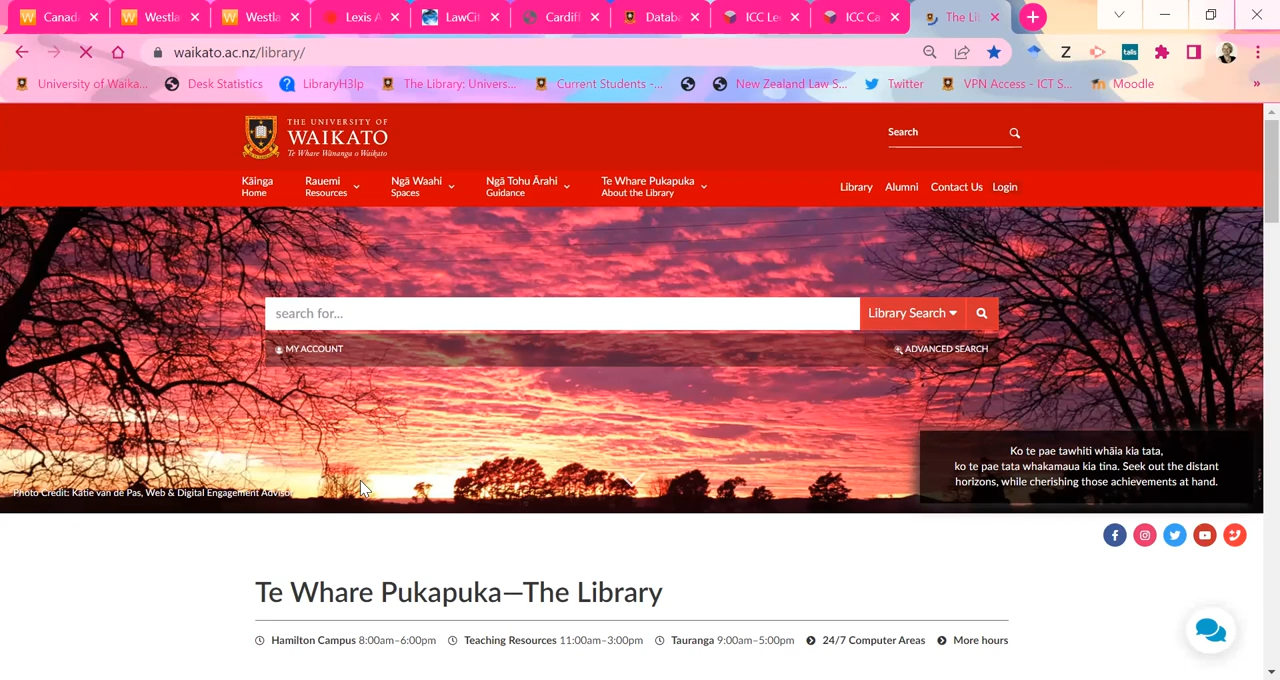 Canad
Westla
Westla
Lexis A
LawCit
Cardiff
Databa
ICC Le
ICC Ca
The Li
waikato.ac.nz/library/
Z
talis
University of Waika...
Desk Statistics
LibraryH3lp
The Library: Univers...
Current Students -...
New Zealand Law S...
Twitter
VPN Access - ICT S...
Moodle
»
THE UNIVERSITY OF
WAIKATO
Te Whare Wānanga o Waikato
Search
Kāinga
Home
Rauemi
Resources
Ngā Waahi
Spaces
Ngā Tohu Ārahi
Guidance
Te Whare Pukapuka
About the Library
Library
Alumni
Contact Us
Login
search for...
Library Search
MY ACCOUNT
ADVANCED SEARCH
Ko te pae tawhiti whāia kia tata,
ko te pae tata whakamaua kia tina. Seek out the distant
horizons, while cherishing those achievements at hand.
Photo Credit: Katie van de Pas, Web & Digital Engagement Advisor
Te Whare Pukapuka—The Library
Hamilton Campus 8:00am–6:00pm
Teaching Resources 11:00am–3:00pm
Tauranga 9:00am–5:00pm
24/7 Computer Areas
More hours